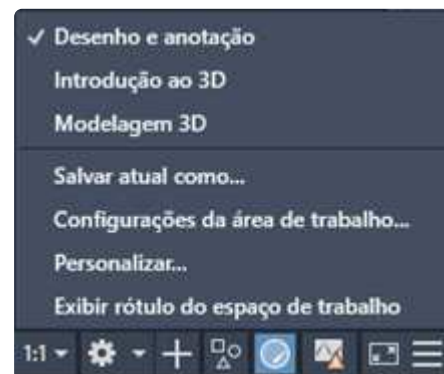 Desenho e anotação
Introdução ao 3D
Modelagem 3D
Salvar atual como...
Configurações da área de trabalho...
Personalizar...
Exibir rótulo do espaço de trabalho
1:1